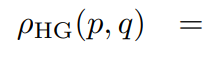 ρ_HG(p, q) =